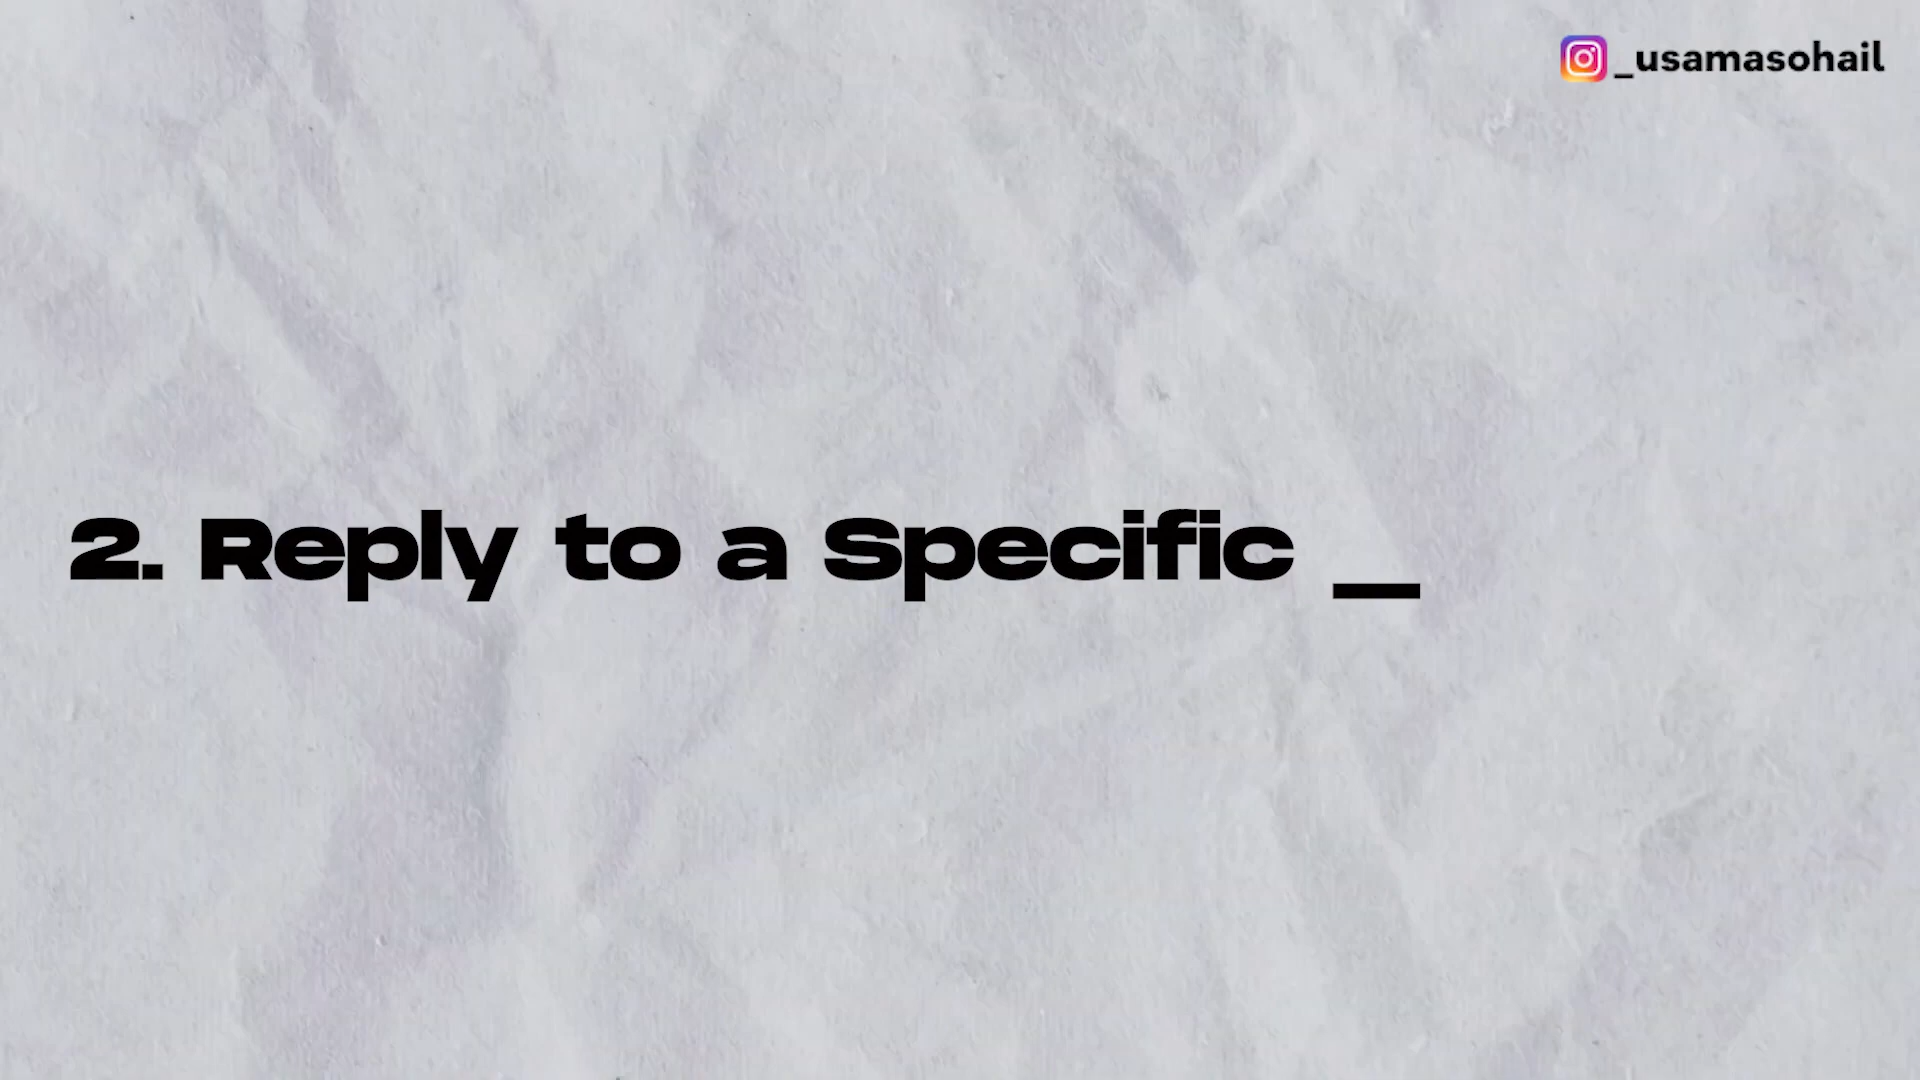 _usamasohail
2. Reply to a Specific _